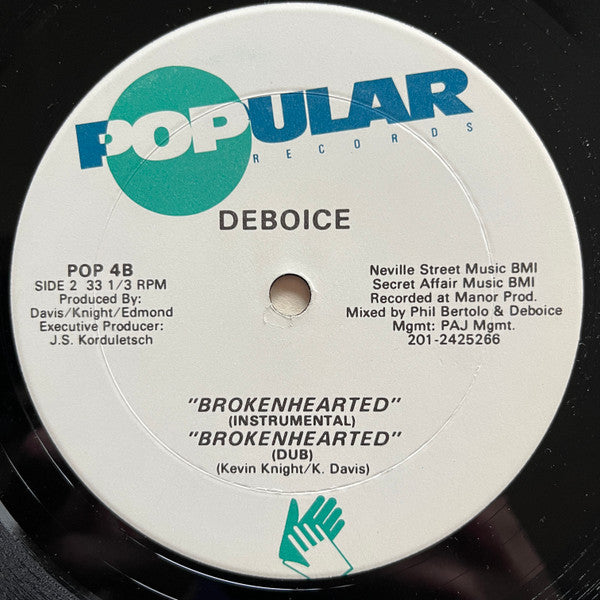 POPULAR
RECORDS
DEBOICE
POP 4B
SIDE 2 33 1/3 RPM
Produced By:
Davis/Knight/Edmond
Executive Producer:
J.S. Korduletsch
Neville Street Music BMI
Secret Affair Music BMI
Recorded at Manor Prod.
Mixed by Phil Bertolo & Deboice
Mgmt: PAJ Mgmt.
201-2425266
"BROKENHEARTED"
(INSTRUMENTAL)
"BROKENHEARTED"
(DUB)
(Kevin Knight/K. Davis)